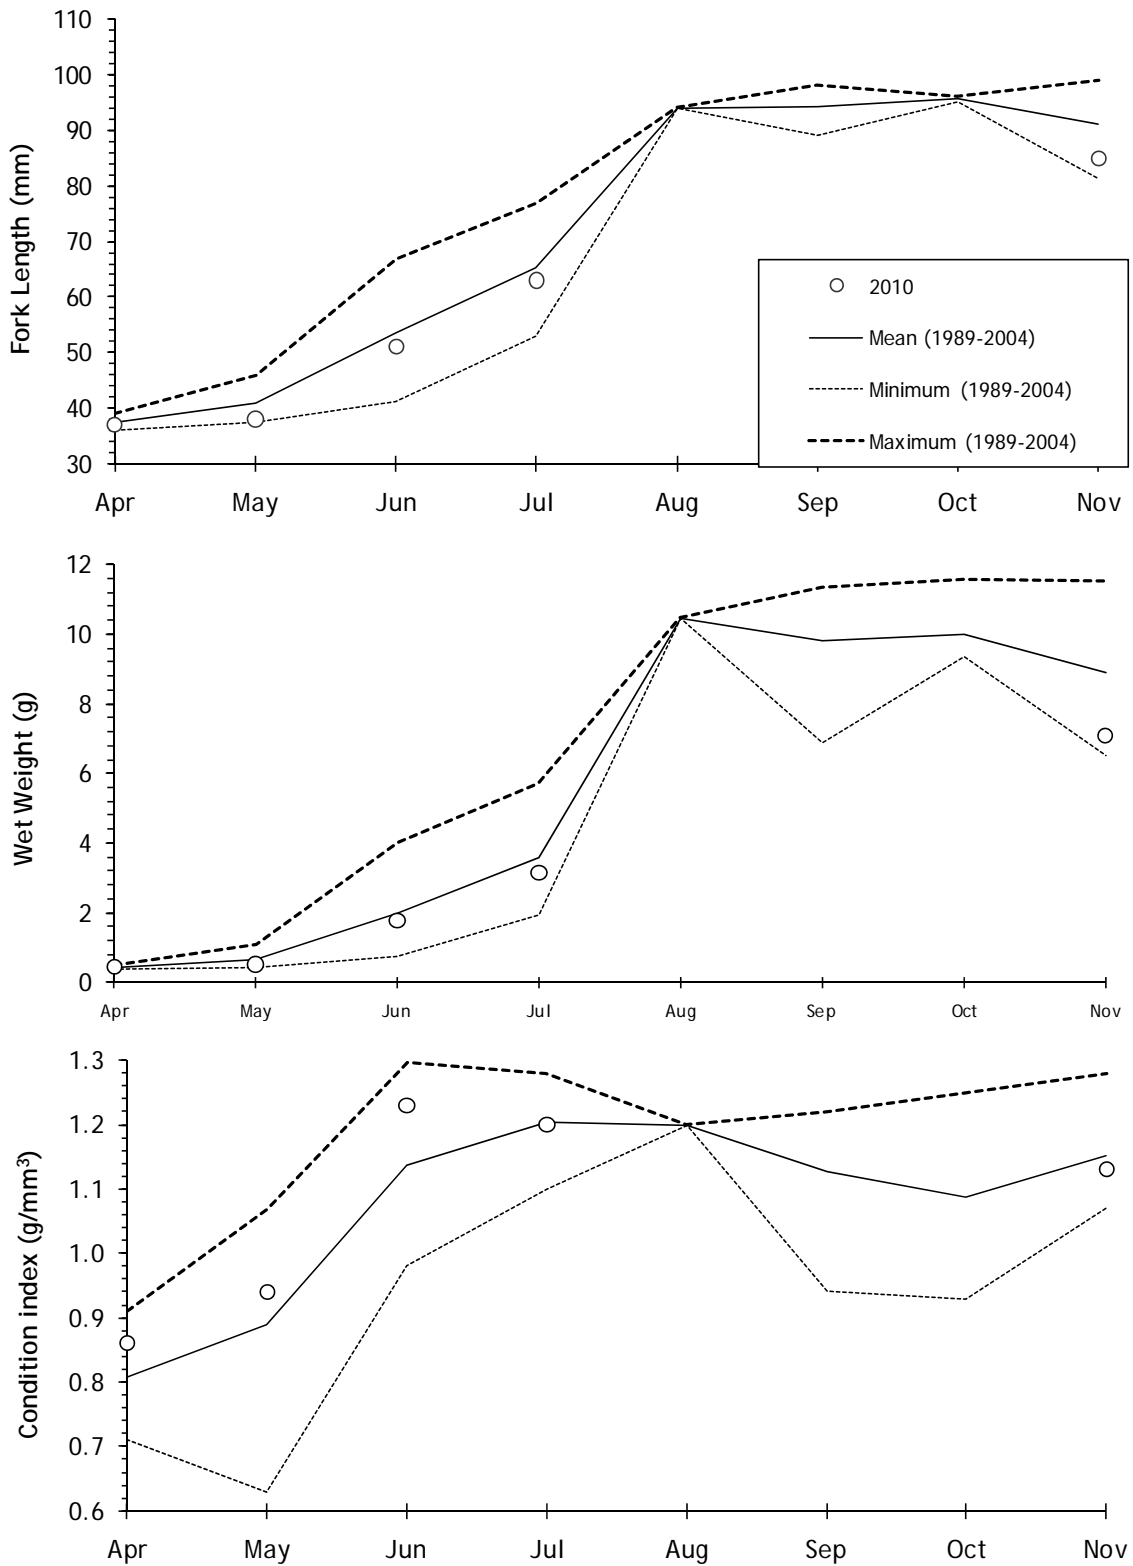 110
100
90
80
70
60
50
40
30
Fork Length (mm)
2010
Mean (1989-2004)
Minimum (1989-2004)
Maximum (1989-2004)
Apr May Jun Jul Aug Sep Oct Nov
12
10
8
6
4
2
0
Wet Weight (g)
Apr May Jun Jul Aug Sep Oct Nov
1.3
1.2
1.1
1.0
0.9
0.8
0.7
0.6
Condition index (g/mm³)
Apr May Jun Jul Aug Sep Oct Nov